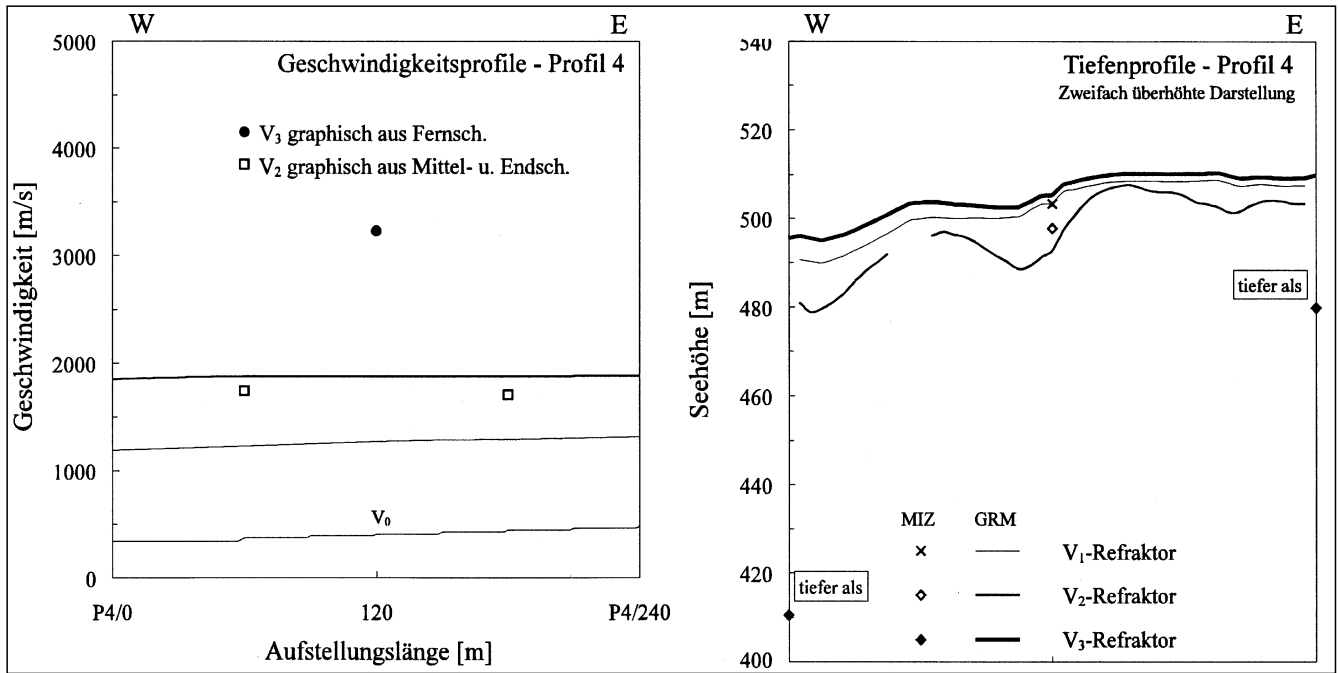 W E
Geschwindigkeitsprofile - Profil 4
V₃ graphisch aus Fernsch.
V₂ graphisch aus Mittel- u. Endsch.
5000
4000
3000
2000
1000
0
Geschwindigkeit [m/s]
V₀
P4/0 120 P4/240
Aufstellungslänge [m]
W E
Tiefenprofile - Profil 4
Zweifach überhöhte Darstellung
540
520
500
480
460
440
420
400
Seehöhe [m]
tiefer als
tiefer als
MIZ GRM
V₁-Refraktor
V₂-Refraktor
V₃-Refraktor